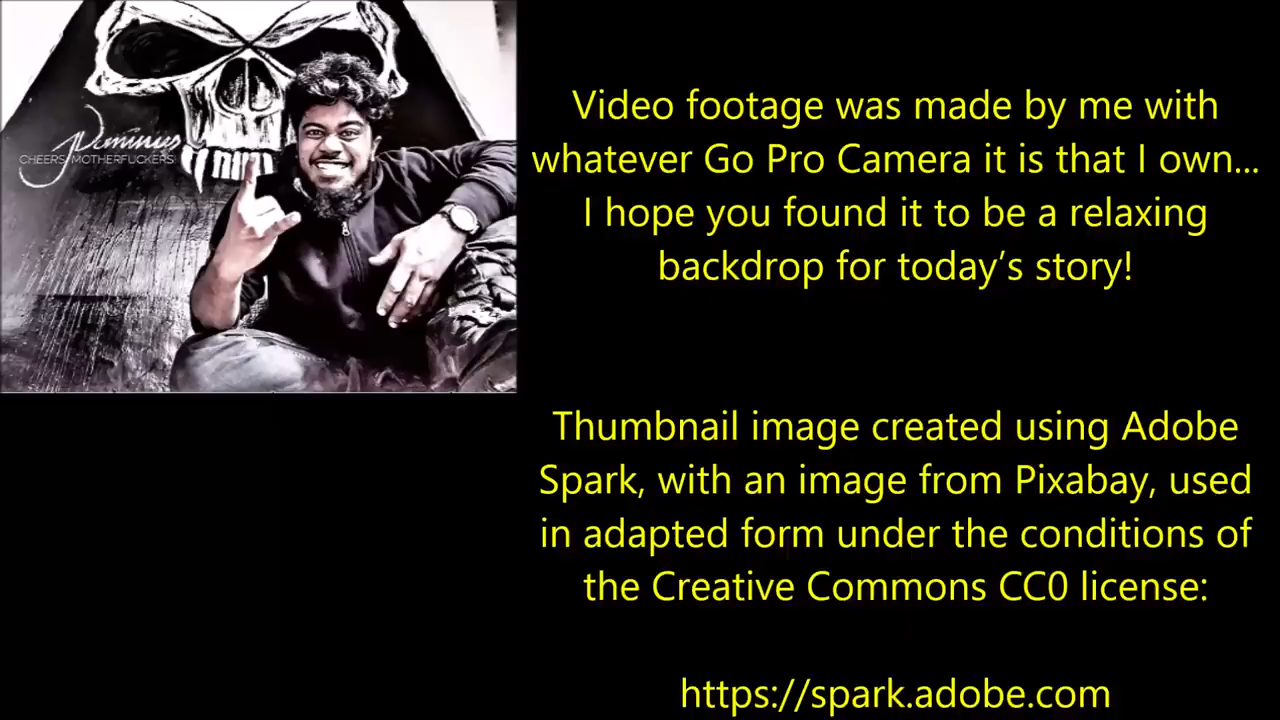 CHEERS MOTHERFUCKERS!
Video footage was made by me with
whatever Go Pro Camera it is that I own...
I hope you found it to be a relaxing
backdrop for today’s story!
Thumbnail image created using Adobe
Spark, with an image from Pixabay, used
in adapted form under the conditions of
the Creative Commons CC0 license:
https://spark.adobe.com